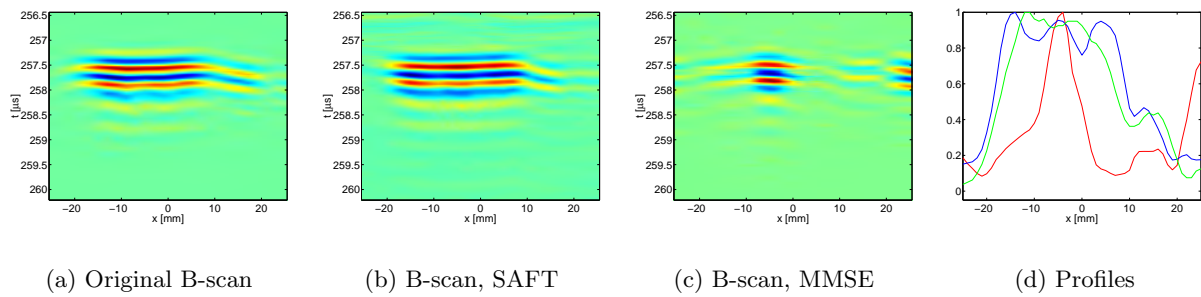 256.5
257
257.5
258
258.5
259
259.5
260
t [µs]
−20 −10 0 10 20
x [mm]
256.5
257
257.5
258
258.5
259
259.5
260
t [µs]
−20 −10 0 10 20
x [mm]
256.5
257
257.5
258
258.5
259
259.5
260
t [µs]
−20 −10 0 10 20
x [mm]
1
0.8
0.6
0.4
0.2
0
−20 −10 0 10 20
x [mm]
(a) Original B-scan
(b) B-scan, SAFT
(c) B-scan, MMSE
(d) Profiles